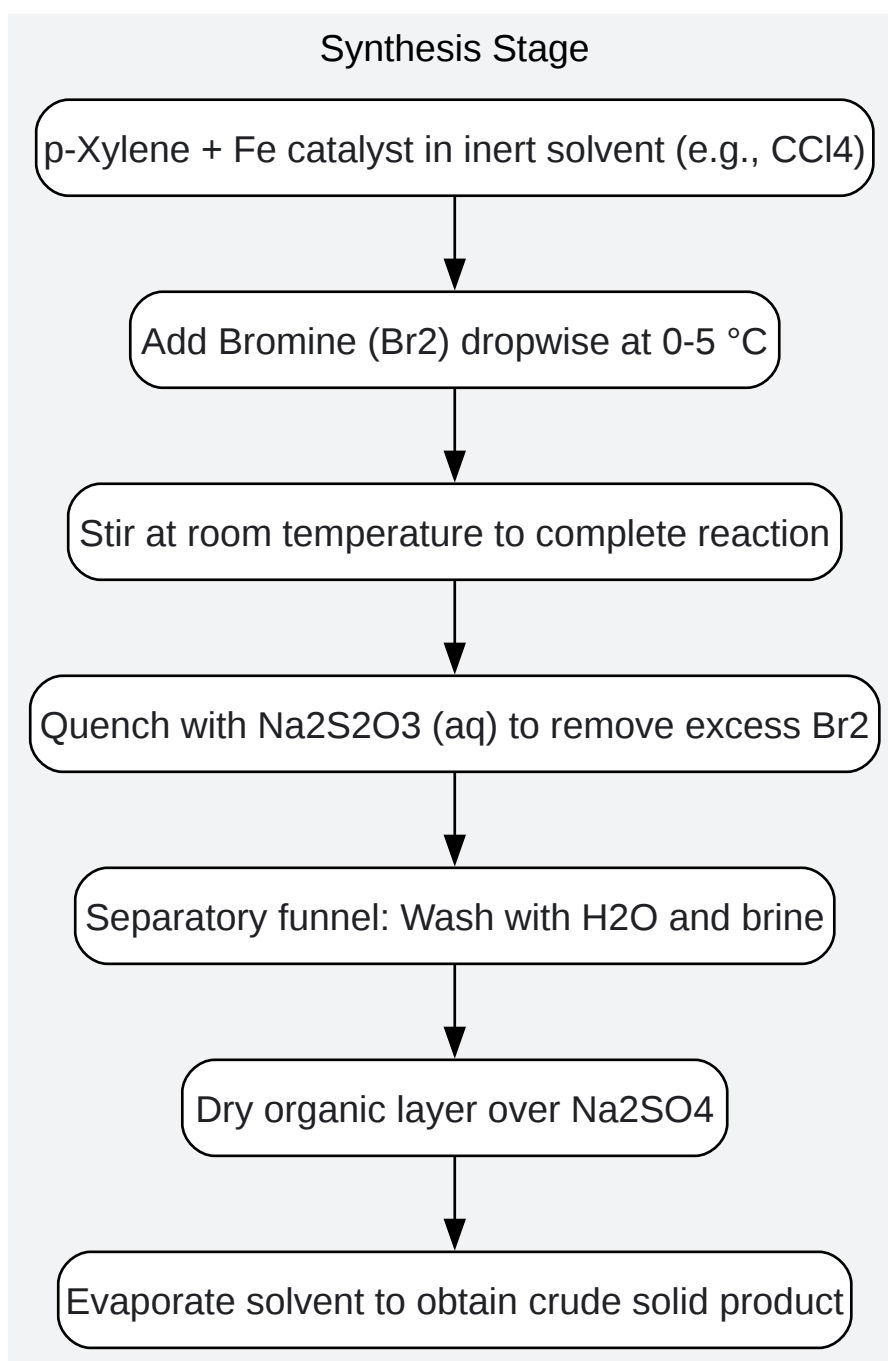 Synthesis Stage
p-Xylene + Fe catalyst in inert solvent (e.g., CCl4)
Add Bromine (Br2) dropwise at 0-5 °C
Stir at room temperature to complete reaction
Quench with Na2S2O3 (aq) to remove excess Br2
Separatory funnel: Wash with H2O and brine
Dry organic layer over Na2SO4
Evaporate solvent to obtain crude solid product